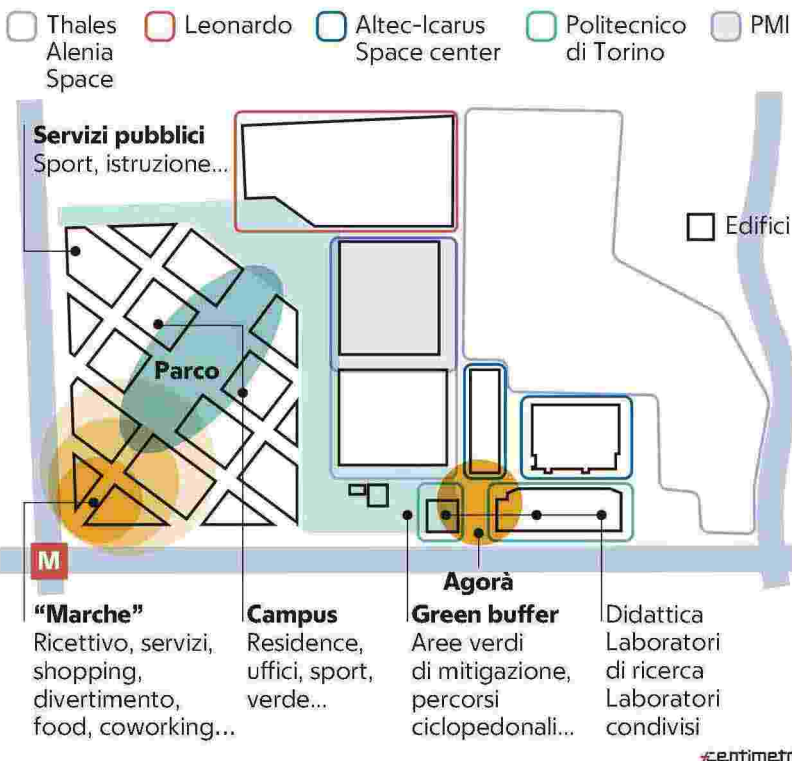 Thales
Alenia
Space
Leonardo
Altec-Icarus
Space center
Politecnico
di Torino
PMI
Servizi pubblici
Sport, istruzione...
Edifici
Parco
M
Agorà
"Marche"
Ricettivo, servizi,
shopping,
divertimento,
food, coworking...
Campus
Residence,
uffici, sport,
verde...
Green buffer
Aree verdi
di mitigazione,
percorsi
ciclopedonali...
Didattica
Laboratori
di ricerca
Laboratori
condivisi
centimetri